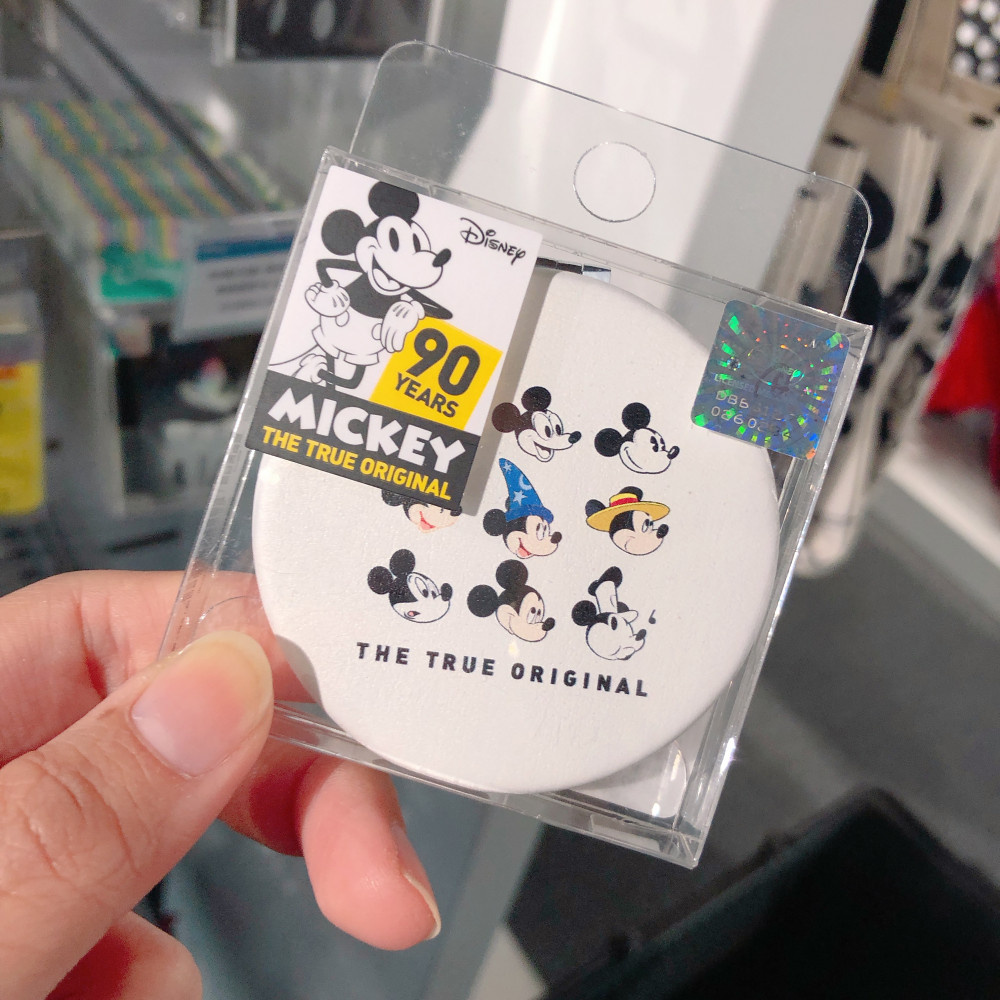 Disney
90
YEARS
MICKEY
THE TRUE ORIGINAL
THE TRUE ORIGINAL